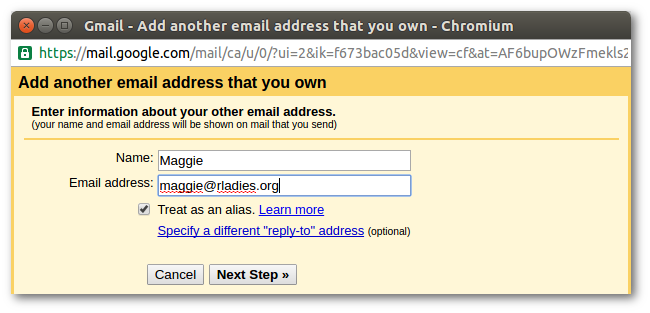 Gmail - Add another email address that you own - Chromium
https://mail.google.com/mail/ca/u/0/?ui=2&ik=f673bac05d&view=cf&at=AF6bupOWzFmekls2
Add another email address that you own
Enter information about your other email address.
(your name and email address will be shown on mail that you send)
Name: Maggie
Email address: maggie@rladies.org
Treat as an alias. Learn more
Specify a different "reply-to" address (optional)
Cancel Next Step »